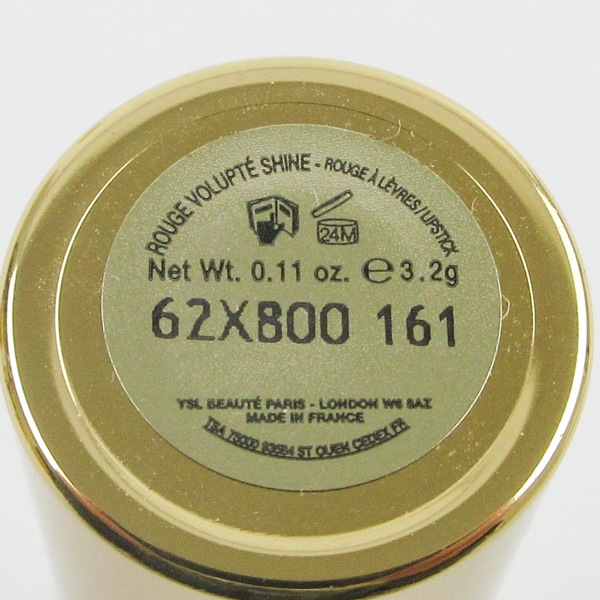 ROUGE VOLUPTÉ SHINE - ROUGE À LÈVRES/LIPSTICK
24M
Net Wt. 0.11 oz. ℮ 3.2g
62X800 161
YSL BEAUTÉ PARIS - LONDON W6 8AZ
MADE IN FRANCE
TSA 75000 93584 ST OUEN CEDEX FR